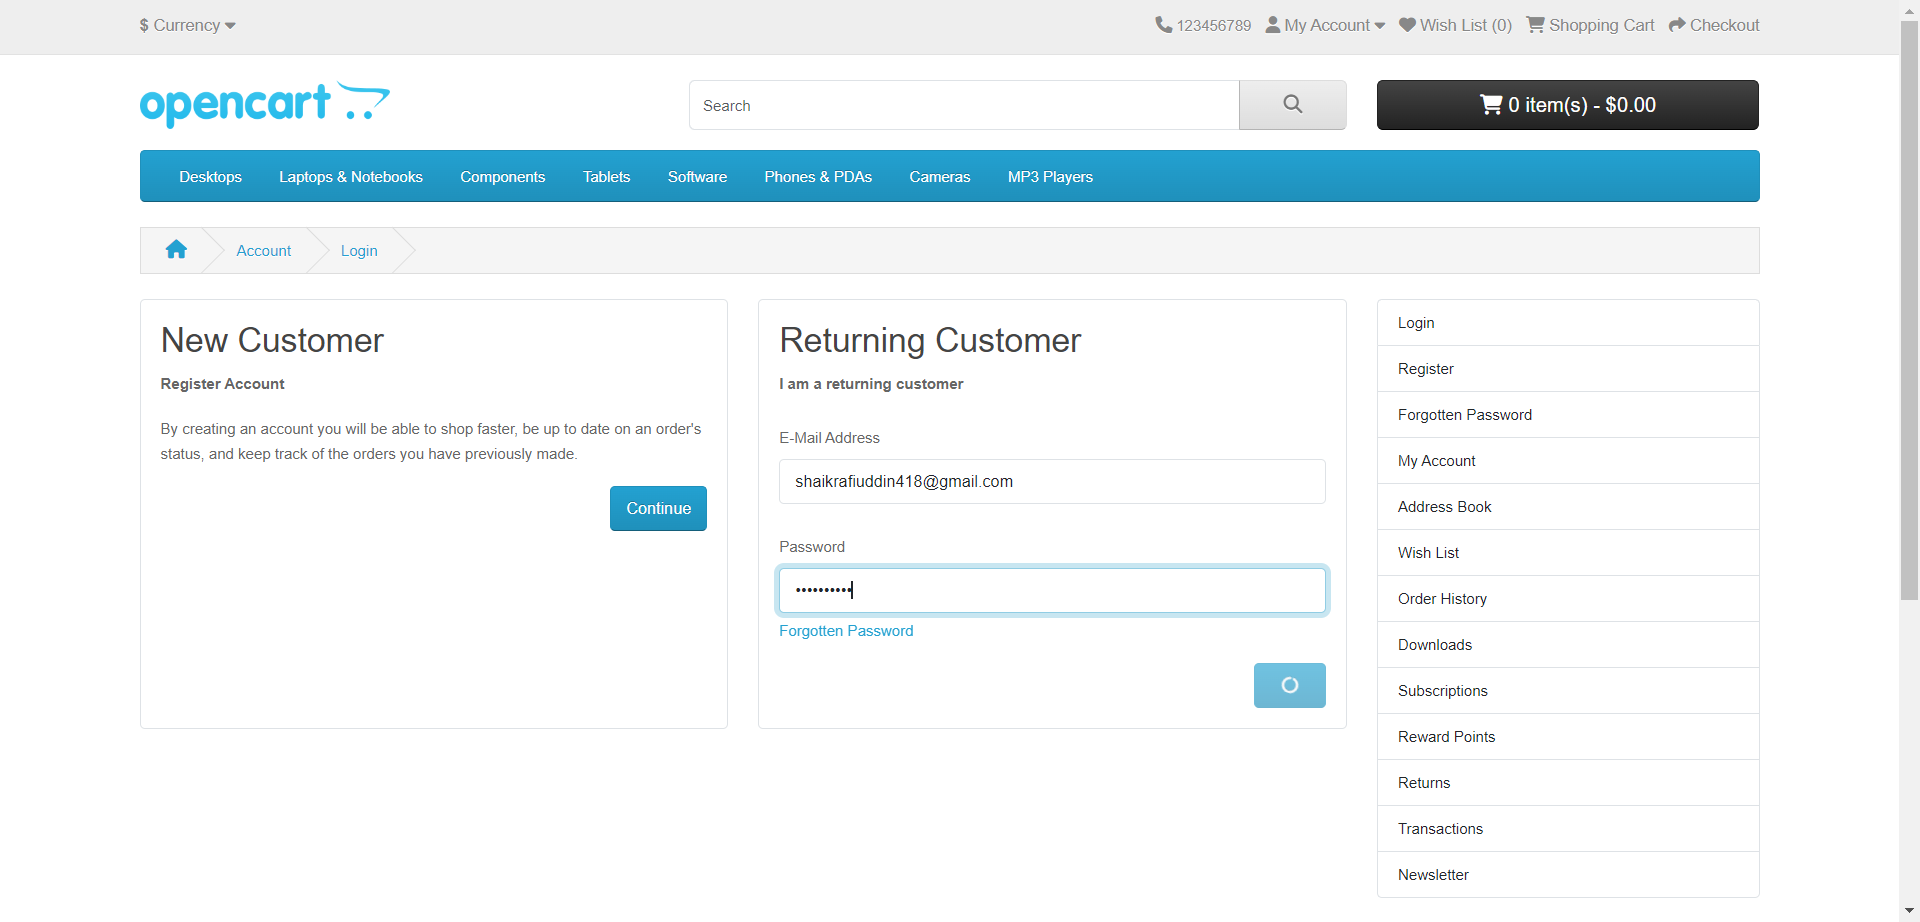 $ Currency
123456789 My Account Wish List (0) Shopping Cart Checkout
opencart
Search
0 item(s) - $0.00
Desktops Laptops & Notebooks Components Tablets Software Phones & PDAs Cameras MP3 Players
Account Login
New Customer
Register Account
By creating an account you will be able to shop faster, be up to date on an order's
status, and keep track of the orders you have previously made.
Continue
Returning Customer
I am a returning customer
E-Mail Address
shaikrafiuddin418@gmail.com
Password
••••••••••
Forgotten Password
Login
Register
Forgotten Password
My Account
Address Book
Wish List
Order History
Downloads
Subscriptions
Reward Points
Returns
Transactions
Newsletter